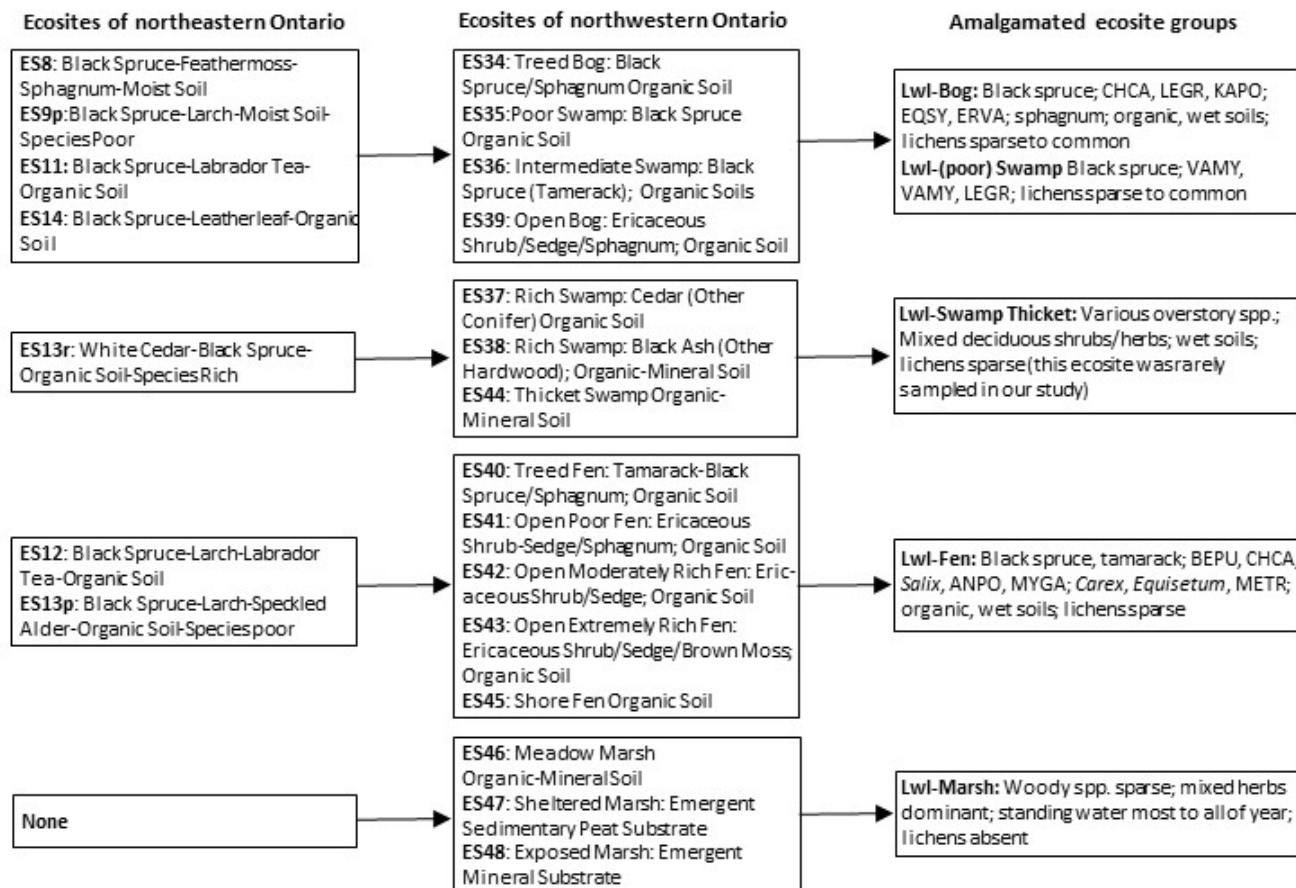 Ecosites of northeastern Ontario
Ecosites of northwestern Ontario
Amalgamated ecosite groups
ES8: Black Spruce-Feathermoss-
Sphagnum-Moist Soil
ES9p:Black Spruce-Larch-Moist Soil-
Species Poor
ES11: Black Spruce-Labrador Tea-
Organic Soil
ES14: Black Spruce-Leatherleaf-Organic
Soil
ES34: Treed Bog: Black
Spruce/Sphagnum Organic Soil
ES35:Poor Swamp: Black Spruce
Organic Soil
ES36: Intermediate Swamp: Black
Spruce (Tamerack); Organic Soils
ES39: Open Bog: Ericaceous
Shrub/Sedge/Sphagnum; Organic Soil
Lwl-Bog: Black spruce; CHCA, LEGR, KAPO;
EQSY, ERVA; sphagnum; organic, wet soils;
lichens sparse to common
Lwl-(poor) Swamp Black spruce; VAMY,
VAMY, LEGR; lichens sparse to common
ES13r: White Cedar-Black Spruce-
Organic Soil-Species Rich
ES37: Rich Swamp: Cedar (Other
Conifer) Organic Soil
ES38: Rich Swamp: Black Ash (Other
Hardwood); Organic-Mineral Soil
ES44: Thicket Swamp Organic-
Mineral Soil
Lwl-Swamp Thicket: Various overstory spp.;
Mixed deciduous shrubs/herbs; wet soils;
lichens sparse (this ecosite was rarely
sampled in our study)
ES12: Black Spruce-Larch-Labrador
Tea-Organic Soil
ES13p: Black Spruce-Larch-Speckled
Alder-Organic Soil-Species poor
ES40: Treed Fen: Tamarack-Black
Spruce/Sphagnum; Organic Soil
ES41: Open Poor Fen: Ericaceous
Shrub-Sedge/Sphagnum; Organic Soil
ES42: Open Moderately Rich Fen: Eric-
aceous Shrub/Sedge; Organic Soil
ES43: Open Extremely Rich Fen:
Ericaceous Shrub/Sedge/Brown Moss;
Organic Soil
ES45: Shore Fen Organic Soil
Lwl-Fen: Black spruce, tamarack; BEPU, CHCA,
Salix, ANPO, MYGA; Carex, Equisetum, METR;
organic, wet soils; lichens sparse
None
ES46: Meadow Marsh
Organic-Mineral Soil
ES47: Sheltered Marsh: Emergent
Sedimentary Peat Substrate
ES48: Exposed Marsh: Emergent
Mineral Substrate
Lwl-Marsh: Woody spp. sparse; mixed herbs
dominant; standing water most to all of year;
lichens absent